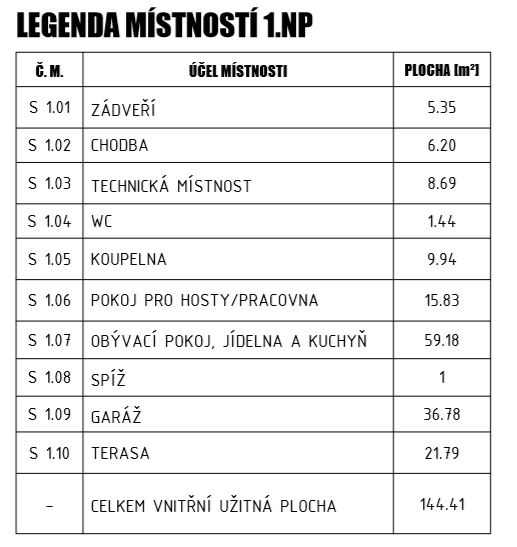 LEGENDA MÍSTNOSTÍ 1.NP
Č. M. ÚČEL MÍSTNOSTI PLOCHA [m²]
S 1.01 ZÁDVEŘÍ 5.35
S 1.02 CHODBA 6.20
S 1.03 TECHNICKÁ MÍSTNOST 8.69
S 1.04 WC 1.44
S 1.05 KOUPELNA 9.94
S 1.06 POKOJ PRO HOSTY/PRACOVNA 15.83
S 1.07 OBÝVACÍ POKOJ, JÍDELNA A KUCHYŇ 59.18
S 1.08 SPÍŽ 1
S 1.09 GARÁŽ 36.78
S 1.10 TERASA 21.79
- CELKEM VNITŘNÍ UŽITNÁ PLOCHA 144.41